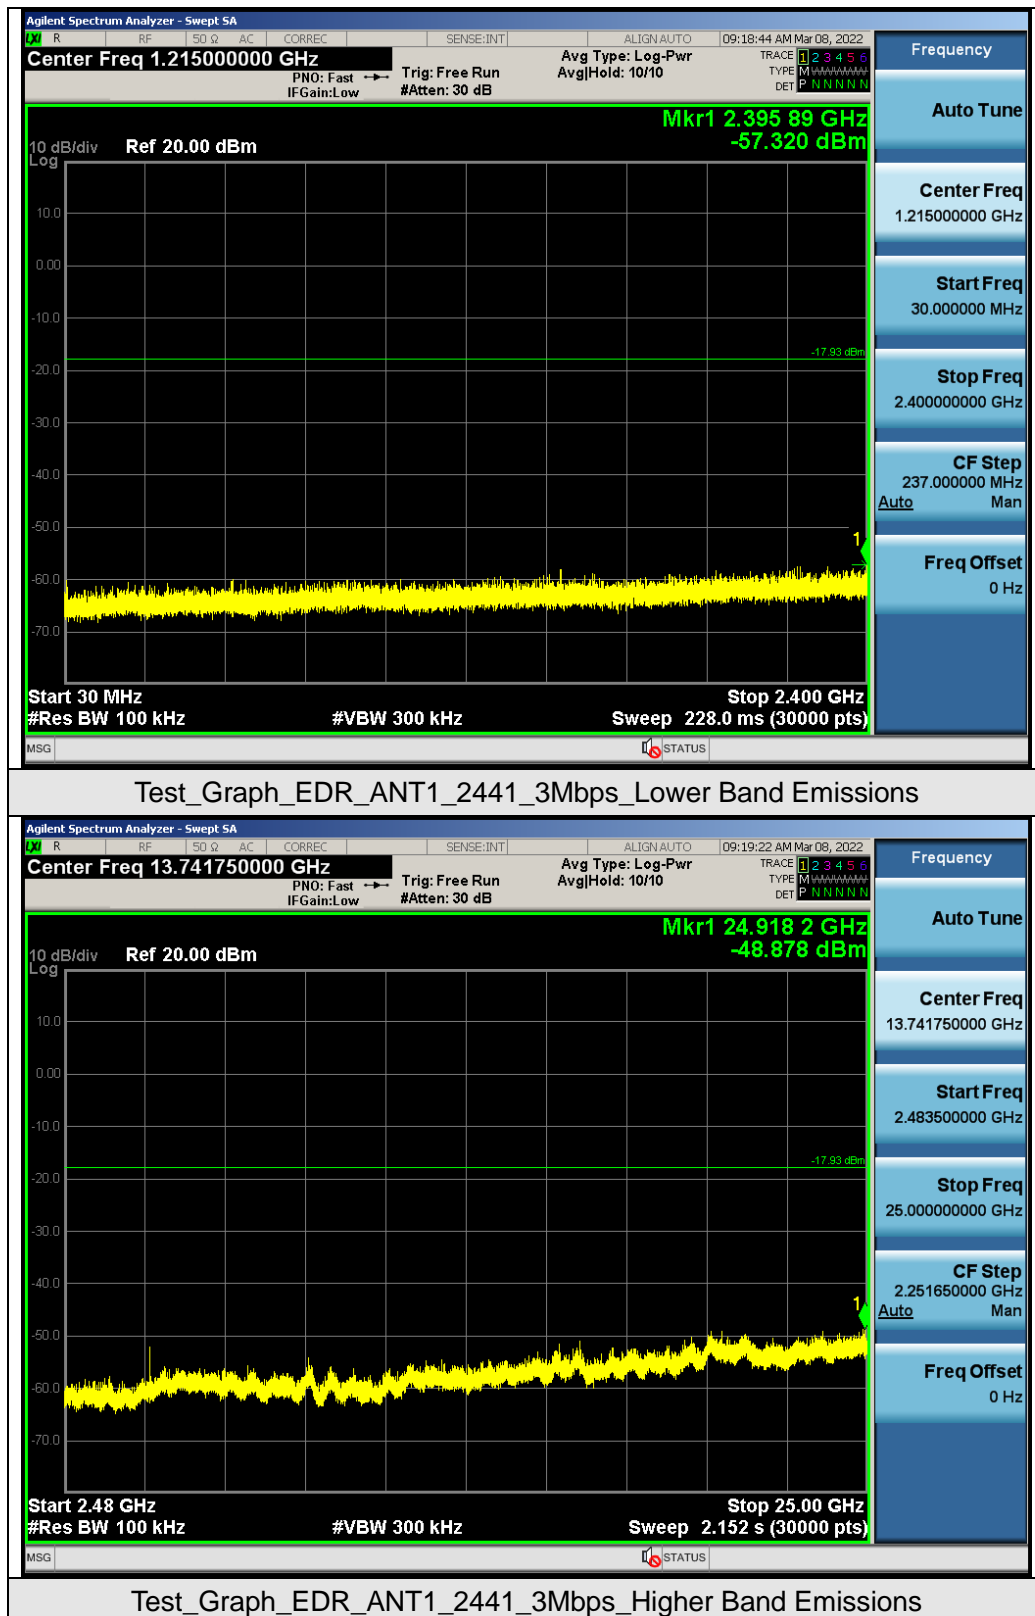 Agilent Spectrum Analyzer - Swept SA
LXI R RF 50 Ω AC CORREC SENSE:INT ALIGN AUTO 09:18:44 AM Mar 08, 2022
Center Freq 1.215000000 GHz
PNO: Fast
IFGain:Low
Trig: Free Run
#Atten: 30 dB
Avg Type: Log-Pwr
Avg|Hold: 10/10
TRACE 1 2 3 4 5 6
TYPE M WWWWW
DET P N N N N N
Mkr1 2.395 89 GHz
-57.320 dBm
10 dB/div Ref 20.00 dBm
Log
10.0
0.00
-10.0
-17.93 dBm
-20.0
-30.0
-40.0
-50.0
1
-60.0
-70.0
Start 30 MHz Stop 2.400 GHz
#Res BW 100 kHz #VBW 300 kHz Sweep 228.0 ms (30000 pts)
MSG STATUS
Frequency
Auto Tune
Center Freq
1.215000000 GHz
Start Freq
30.000000 MHz
Stop Freq
2.400000000 GHz
CF Step
237.000000 MHz
Auto Man
Freq Offset
0 Hz
Test_Graph_EDR_ANT1_2441_3Mbps_Lower Band Emissions
Agilent Spectrum Analyzer - Swept SA
LXI R RF 50 Ω AC CORREC SENSE:INT ALIGN AUTO 09:19:22 AM Mar 08, 2022
Center Freq 13.741750000 GHz
PNO: Fast
IFGain:Low
Trig: Free Run
#Atten: 30 dB
Avg Type: Log-Pwr
Avg|Hold: 10/10
TRACE 1 2 3 4 5 6
TYPE M WWWWW
DET P N N N N N
Mkr1 24.918 2 GHz
-48.878 dBm
10 dB/div Ref 20.00 dBm
Log
10.0
0.00
-10.0
-17.93 dBm
-20.0
-30.0
-40.0
1
-50.0
-60.0
-70.0
Start 2.48 GHz Stop 25.00 GHz
#Res BW 100 kHz #VBW 300 kHz Sweep 2.152 s (30000 pts)
MSG STATUS
Frequency
Auto Tune
Center Freq
13.741750000 GHz
Start Freq
2.483500000 GHz
Stop Freq
25.000000000 GHz
CF Step
2.251650000 GHz
Auto Man
Freq Offset
0 Hz
Test_Graph_EDR_ANT1_2441_3Mbps_Higher Band Emissions